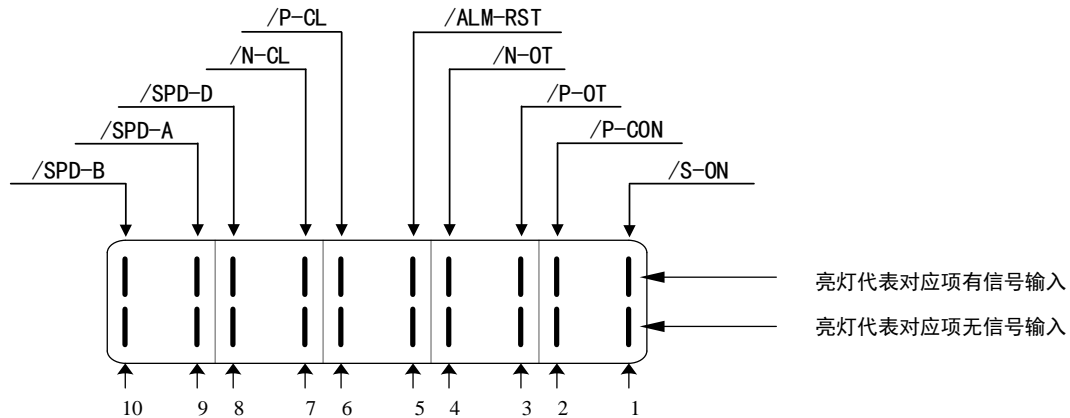 /P-CL /ALM-RST
/N-CL /N-OT
/SPD-D /P-OT
/SPD-A /P-CON
/SPD-B /S-ON
亮灯代表对应项有信号输入
亮灯代表对应项无信号输入
10 9 8 7 6 5 4 3 2 1